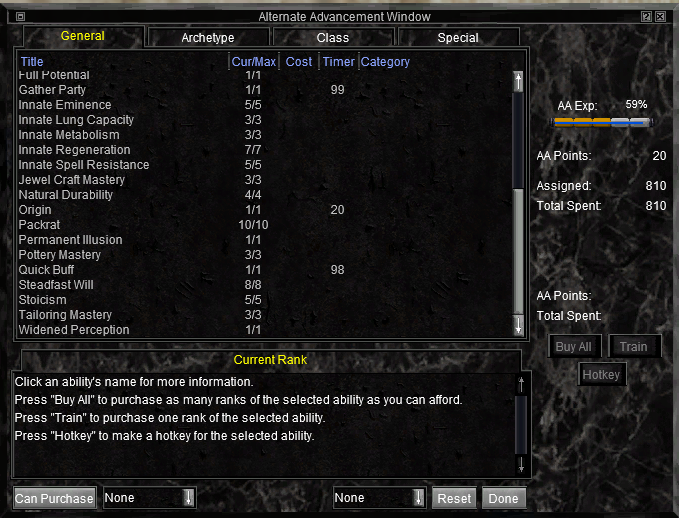 Alternate Advancement Window
General Archetype Class Special
Title Cur/Max Cost Timer Category
Full Potential 1/1
Gather Party 1/1 99
Innate Eminence 5/5
Innate Lung Capacity 3/3
Innate Metabolism 3/3
Innate Regeneration 7/7
Innate Spell Resistance 5/5
Jewel Craft Mastery 3/3
Natural Durability 4/4
Origin 1/1 20
Packrat 10/10
Permanent Illusion 1/1
Pottery Mastery 3/3
Quick Buff 1/1 98
Steadfast Will 8/8
Stoicism 5/5
Tailoring Mastery 3/3
Widened Perception 1/1
AA Exp: 59%
AA Points: 20
Assigned: 810
Total Spent: 810
AA Points:
Total Spent:
Buy All Train
Hotkey
Current Rank
Click an ability's name for more information.
Press "Buy All" to purchase as many ranks of the selected ability as you can afford.
Press "Train" to purchase one rank of the selected ability.
Press "Hotkey" to make a hotkey for the selected ability.
Can Purchase None None Reset Done